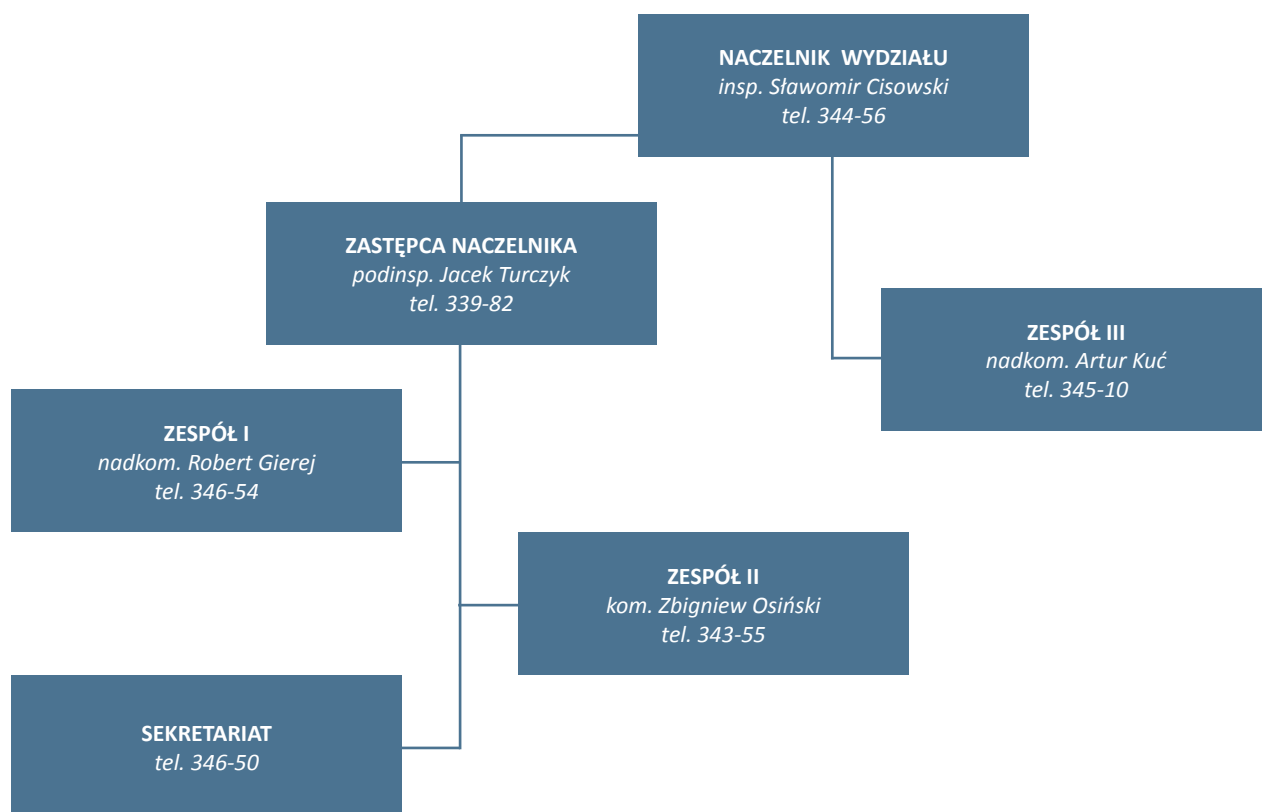 NACZELNIK WYDZIAŁU
insp. Sławomir Cisowski
tel. 344-56
ZASTĘPCA NACZELNIKA
podinsp. Jacek Turczyk
tel. 339-82
ZESPÓŁ III
nadkom. Artur Kuć
tel. 345-10
ZESPÓŁ I
nadkom. Robert Gierej
tel. 346-54
ZESPÓŁ II
kom. Zbigniew Osiński
tel. 343-55
SEKRETARIAT
tel. 346-50